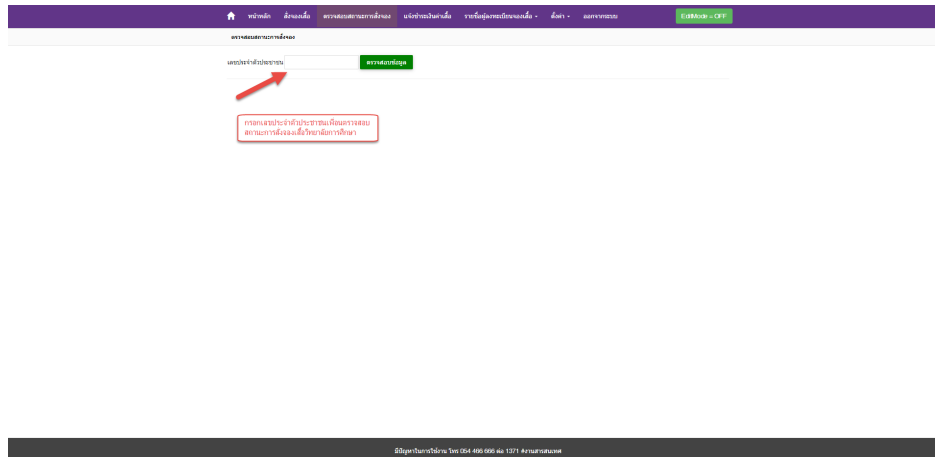 หน้าหลัก สั่งจองเสื้อ ตรวจสอบสถานะการสั่งจอง แจ้งชำระเงินค่าเสื้อ รายชื่อผู้ลงทะเบียนจองเสื้อ ตั้งค่า ออกจากระบบ EditMode = OFF
ตรวจสอบสถานะการสั่งจอง
เลขประจำตัวประชาชน ตรวจสอบข้อมูล
กรอกเลขประจำตัวประชาชนเพื่อตรวจสอบ
สถานะการสั่งจองเสื้อวิทยาลัยการศึกษา
มีปัญหาในการใช้งาน โทร 054 466 666 ต่อ 1371 #งานสารสนเทศ